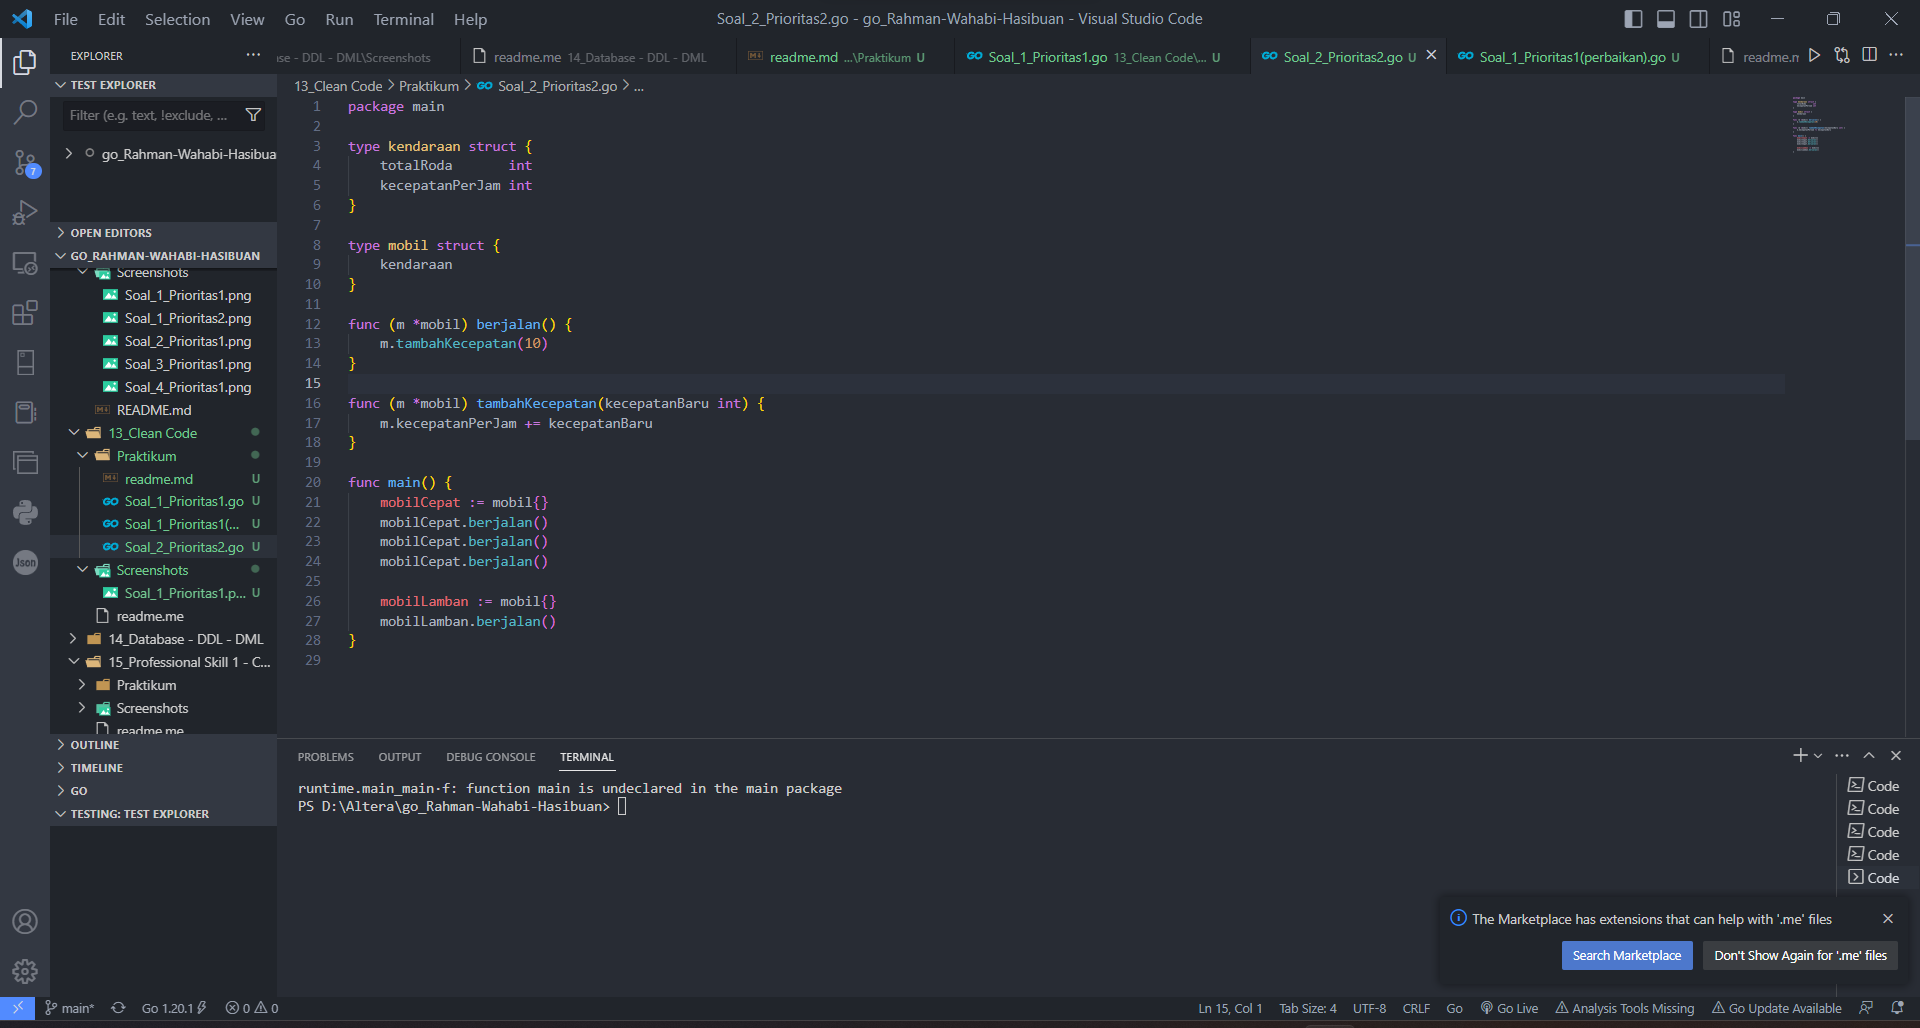 File Edit Selection View Go Run Terminal Help
Soal_2_Prioritas2.go - go_Rahman-Wahabi-Hasibuan - Visual Studio Code
EXPLORER
ase - DDL - DML\Screenshots
readme.me 14_Database - DDL - DML
readme.md ...\Praktikum U
Soal_1_Prioritas1.go 13_Clean Code\... U
Soal_2_Prioritas2.go U
Soal_1_Prioritas1(perbaikan).go U
readme.m
TEST EXPLORER
Filter (e.g. text, !exclude, ...
go_Rahman-Wahabi-Hasibua
7
OPEN EDITORS
GO_RAHMAN-WAHABI-HASIBUAN
Screenshots
Soal_1_Prioritas1.png
Soal_1_Prioritas2.png
Soal_2_Prioritas1.png
Soal_3_Prioritas1.png
Soal_4_Prioritas1.png
README.md
13_Clean Code
Praktikum
readme.md U
Soal_1_Prioritas1.go U
Soal_1_Prioritas1(... U
Soal_2_Prioritas2.go U
Screenshots
Soal_1_Prioritas1.p... U
readme.me
14_Database - DDL - DML
15_Professional Skill 1 - C...
Praktikum
Screenshots
readme.me
OUTLINE
TIMELINE
GO
TESTING: TEST EXPLORER
Json
13_Clean Code > Praktikum > Soal_2_Prioritas2.go > ...
1 package main
2
3 type kendaraan struct {
4 totalRoda int
5 kecepatanPerJam int
6 }
7
8 type mobil struct {
9 kendaraan
10 }
11
12 func (m *mobil) berjalan() {
13 m.tambahKecepatan(10)
14 }
15
16 func (m *mobil) tambahKecepatan(kecepatanBaru int) {
17 m.kecepatanPerJam += kecepatanBaru
18 }
19
20 func main() {
21 mobilCepat := mobil{}
22 mobilCepat.berjalan()
23 mobilCepat.berjalan()
24 mobilCepat.berjalan()
25
26 mobilLamban := mobil{}
27 mobilLamban.berjalan()
28 }
29
PROBLEMS OUTPUT DEBUG CONSOLE TERMINAL
runtime.main_main·f: function main is undeclared in the main package
PS D:\Altera\go_Rahman-Wahabi-Hasibuan>
Code
Code
Code
Code
Code
The Marketplace has extensions that can help with '.me' files
Search Marketplace
Don't Show Again for '.me' files
main* Go 1.20.1 0 0
Ln 15, Col 1 Tab Size: 4 UTF-8 CRLF Go Go Live Analysis Tools Missing Go Update Available